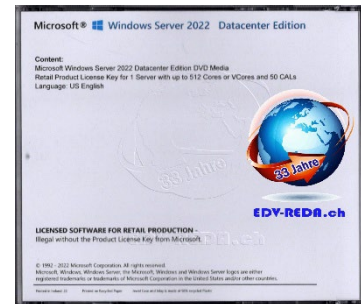 Microsoft® Windows Server 2022 Datacenter Edition
Content:
Microsoft Windows Server 2022 Datacenter Edition DVD Media
Retail Product License Key for 1 Server with up to 512 Cores or VCores and 50 CALs
Language: US English
33 Jahre
33 Jahre
EDV-REDA.ch
LICENSED SOFTWARE FOR RETAIL PRODUCTION -
Illegal without the Product License Key from Microsoft.
© 1992 - 2022 Microsoft Corporation. All rights reserved.
Microsoft, Windows, Windows Server, the Microsoft, Windows and Windows Server logos are either
registered trademarks or trademarks of Microsoft Corporation in the United States and/or other countries.